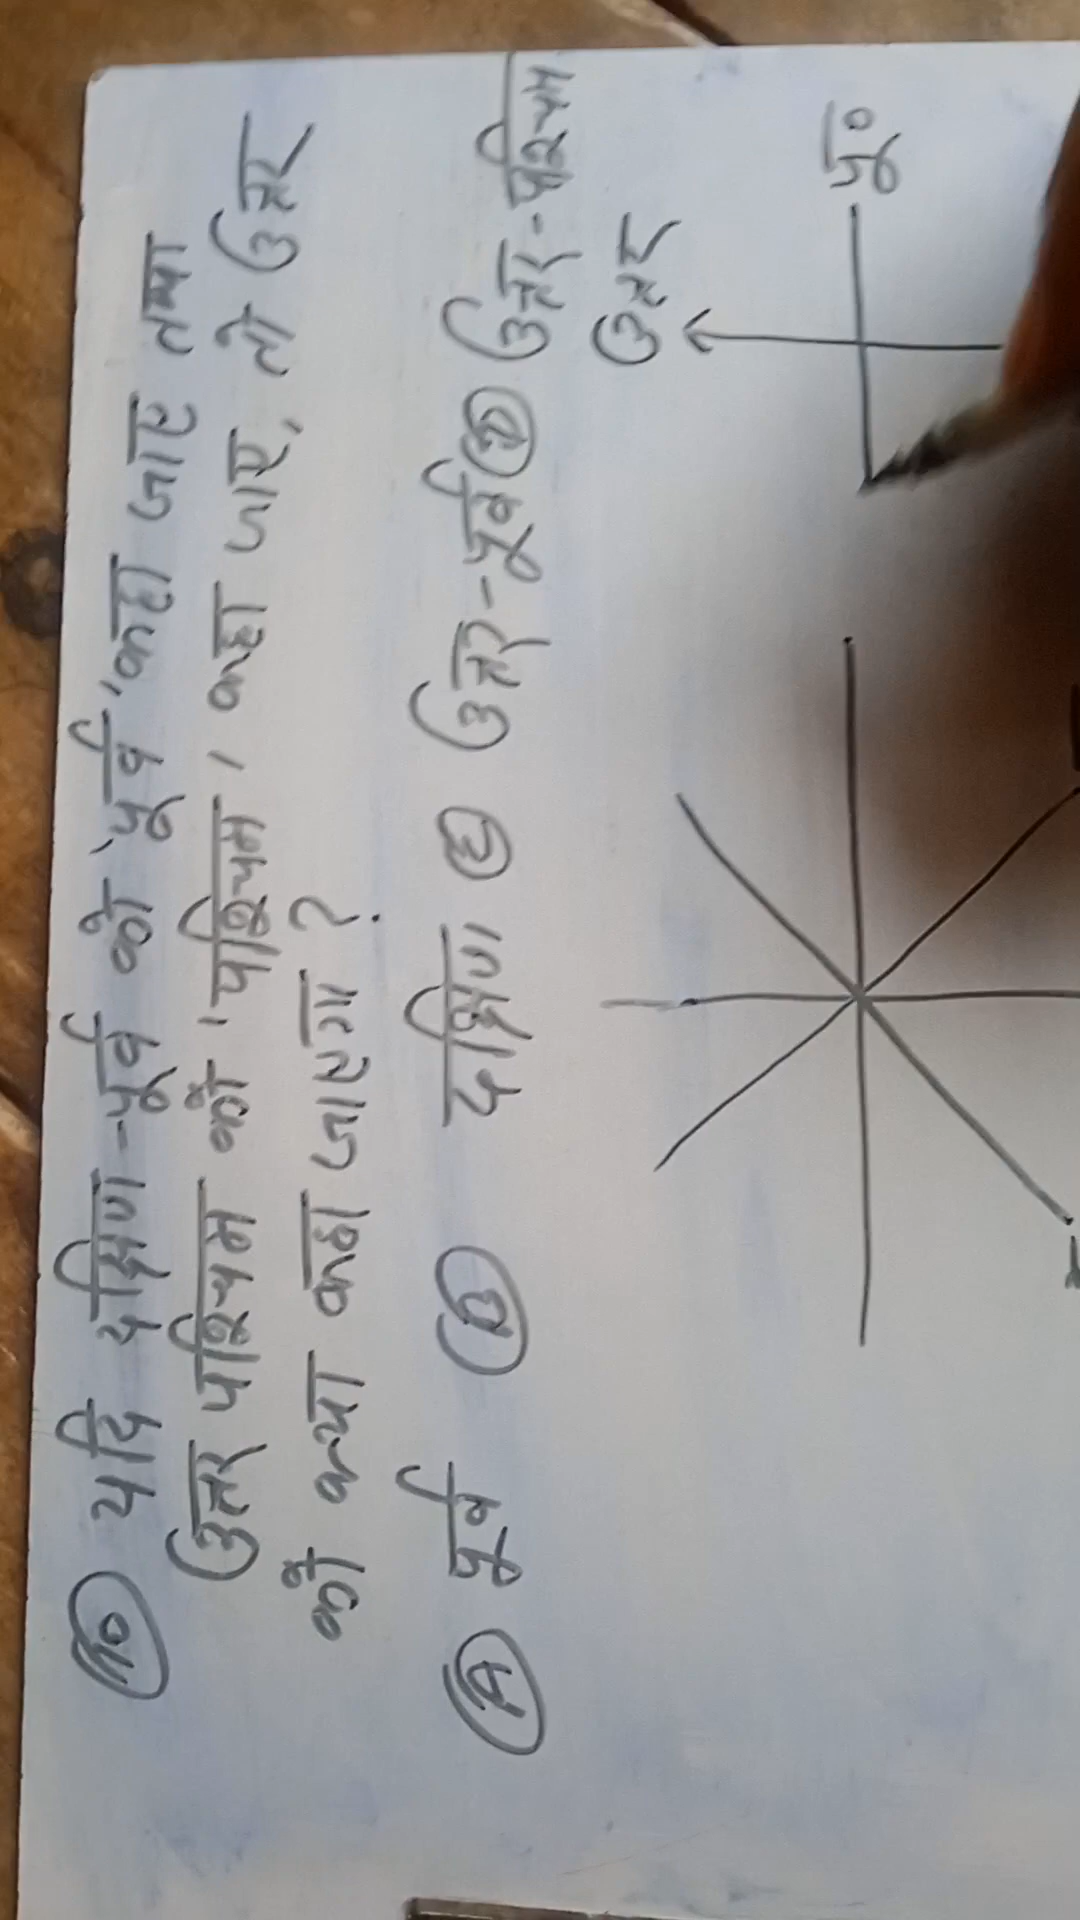 १० यदि दक्षिण-पूर्व को 'पूर्व' कहा जाए तथा
उत्तर पश्चिम को 'पश्चिम' कहा जाए, तो उत्तर
को क्या कहा जाएगा ?
A पूर्व B दक्षिण C उत्तर-पूर्व D उत्तर-पश्चिम
उत्तर
पू०